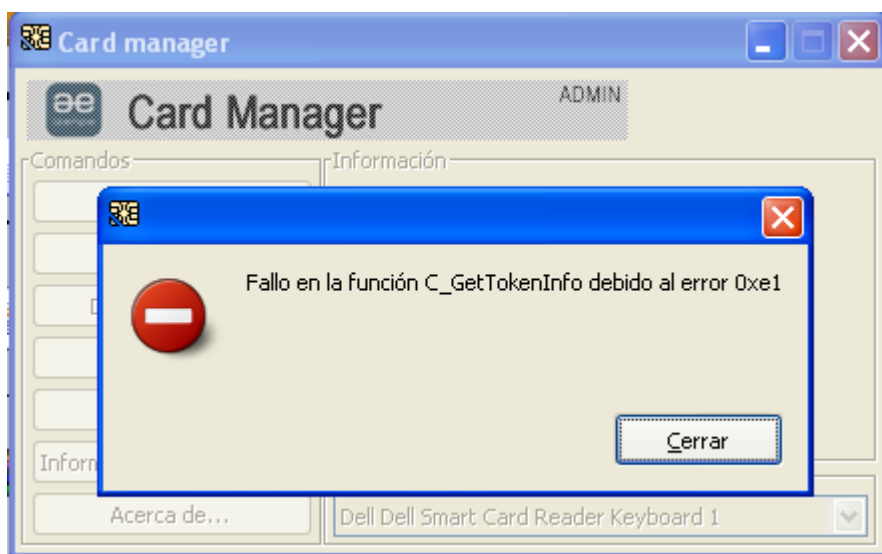 Card manager
ae
Card Manager
ADMIN
Comandos
Información
Fallo en la función C_GetTokenInfo debido al error 0xe1
Cerrar
Acerca de...
Dell Dell Smart Card Reader Keyboard 1